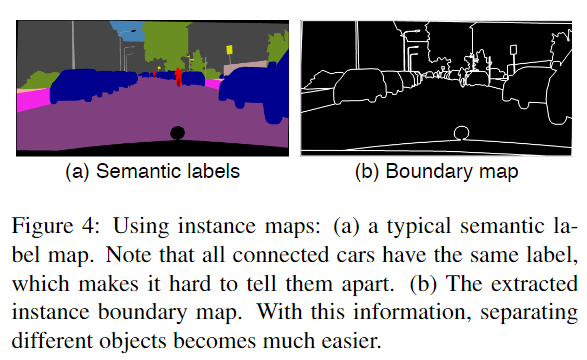 (a) Semantic labels
(b) Boundary map
Figure 4: Using instance maps: (a) a typical semantic la-
bel map. Note that all connected cars have the same label,
which makes it hard to tell them apart. (b) The extracted
instance boundary map. With this information, separating
different objects becomes much easier.